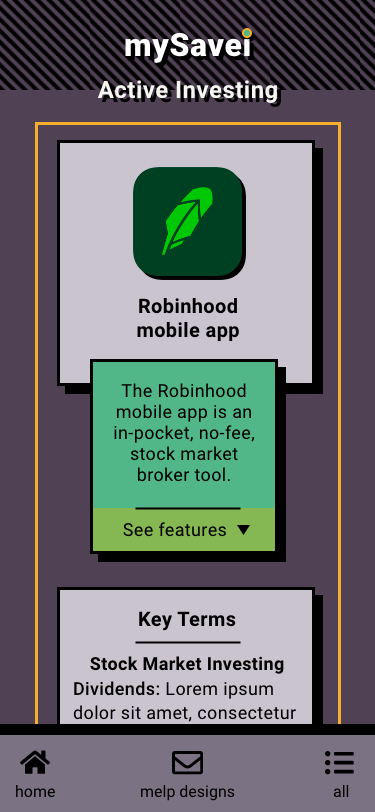 mySavei
Active Investing
Robinhood
mobile app
The Robinhood
mobile app is an
in-pocket, no-fee,
stock market
broker tool.
See features
Key Terms
Stock Market Investing
Dividends: Lorem ipsum
dolor sit amet, consectetur
home
melp designs
all